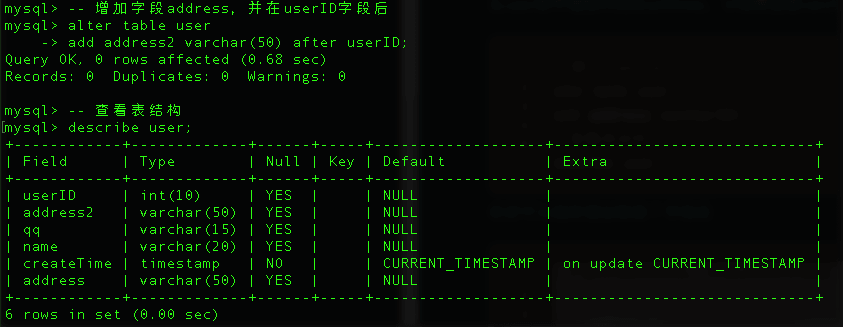 mysql> -- 增加字段address, 并在userID字段后
mysql> alter table user
    -> add address2 varchar(50) after userID;
Query OK, 0 rows affected (0.68 sec)
Records: 0  Duplicates: 0  Warnings: 0

mysql> -- 查看表结构
mysql> describe user;
+------------+-------------+------+-----+-------------------+-----------------------------+
| Field      | Type        | Null | Key | Default           | Extra                       |
+------------+-------------+------+-----+-------------------+-----------------------------+
| userID     | int(10)     | YES  |     | NULL              |                             |
| address2   | varchar(50) | YES  |     | NULL              |                             |
| qq         | varchar(15) | YES  |     | NULL              |                             |
| name       | varchar(20) | YES  |     | NULL              |                             |
| createTime | timestamp   | NO   |     | CURRENT_TIMESTAMP | on update CURRENT_TIMESTAMP |
| address    | varchar(50) | YES  |     | NULL              |                             |
+------------+-------------+------+-----+-------------------+-----------------------------+
6 rows in set (0.00 sec)